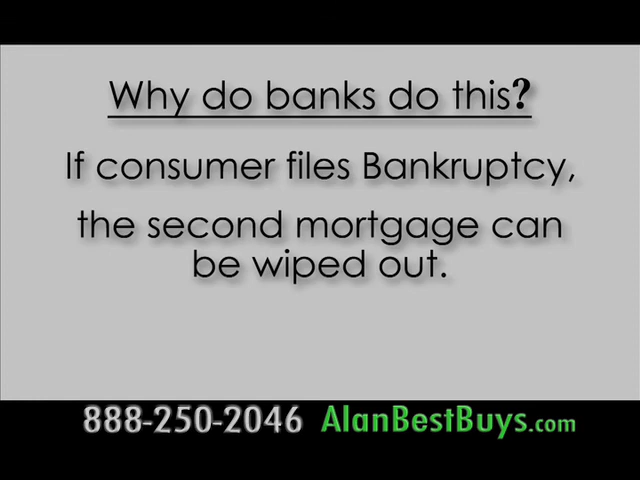 Why do banks do this?
If consumer files Bankruptcy,
the second mortgage can
be wiped out.
888-250-2046 AlanBestBuys.com